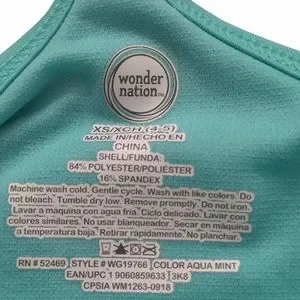 wonder
nation™
XS/XCH (4-5)
MADE IN/HECHO EN
CHINA
SHELL/FUNDA:
84% POLYESTER/POLIÉSTER
16% SPANDEX
Machine wash cold. Gentle cycle. Wash with like colors. Do
not bleach. Tumble dry low. Remove promptly. Do not iron.
Lavar a máquina con agua fría. Ciclo delicado. Lavar con
colores similares. No usar blanqueador. Secar en máquina
a temperatura baja. Retirar rápidamente. No planchar.
RN # 52469 STYLE # WG19766 COLOR AQUA MINT
EAN/UPC 1 9060859633 3K8
CPSIA WM1263-0918